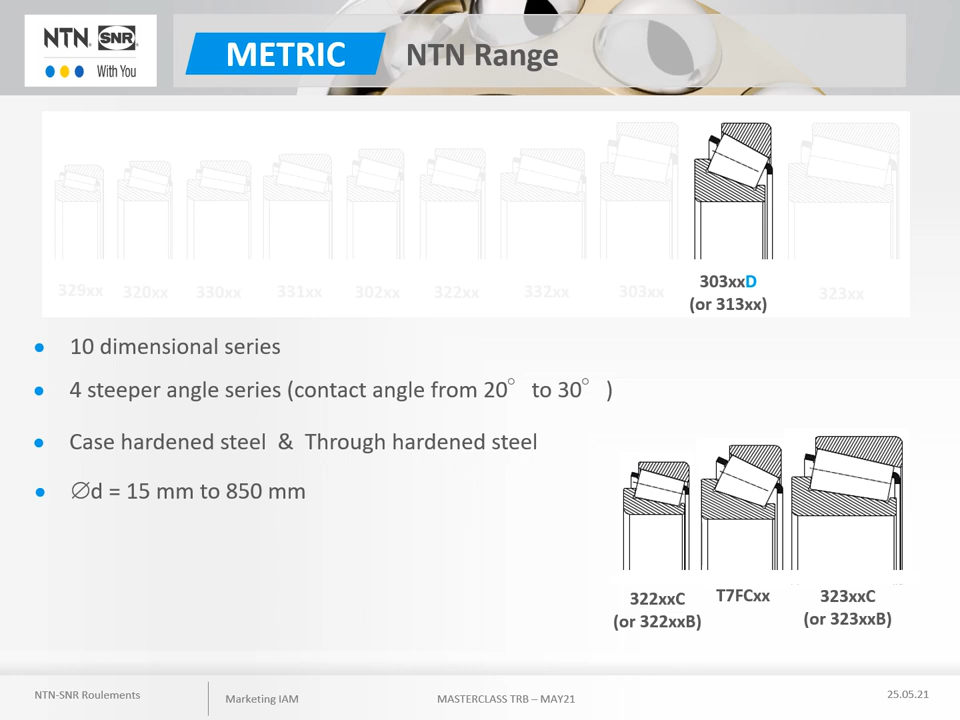 NTN® SNR®
With You
METRIC
NTN Range
329xx 320xx 330xx 331xx 302xx 322xx 332xx 303xx 303xxD 323xx
(or 313xx)
• 10 dimensional series
• 4 steeper angle series (contact angle from 20° to 30° )
• Case hardened steel & Through hardened steel
• ∅d = 15 mm to 850 mm
322xxC T7FCxx 323xxC
(or 322xxB) (or 323xxB)
NTN-SNR Roulements Marketing IAM MASTERCLASS TRB – MAY21 25.05.21